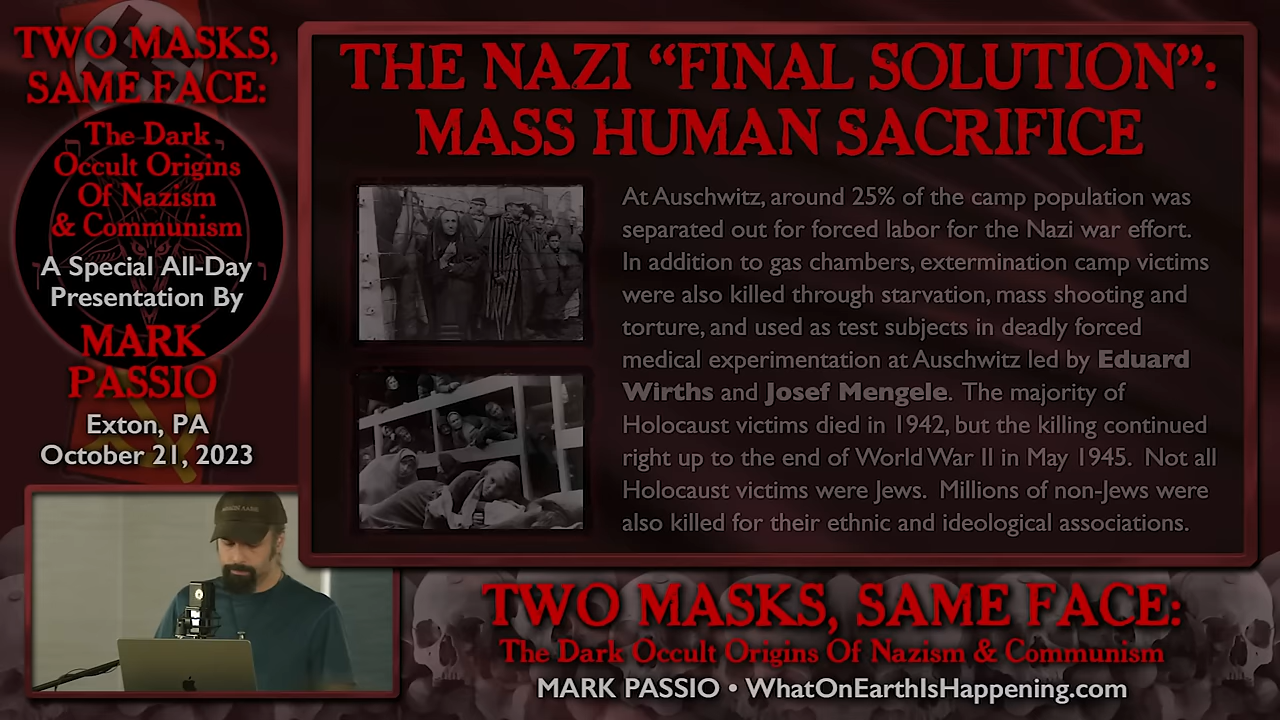 TWO MASKS,
SAME FACE:
The Dark
Occult Origins
Of Nazism
& Communism
A Special All-Day
Presentation By
MARK
PASSIO
Exton, PA
October 21, 2023
THE NAZI “FINAL SOLUTION”:
MASS HUMAN SACRIFICE
At Auschwitz, around 25% of the camp population was
separated out for forced labor for the Nazi war effort.
In addition to gas chambers, extermination camp victims
were also killed through starvation, mass shooting and
torture, and used as test subjects in deadly forced
medical experimentation at Auschwitz led by Eduard
Wirths and Josef Mengele. The majority of
Holocaust victims died in 1942, but the killing continued
right up to the end of World War II in May 1945. Not all
Holocaust victims were Jews. Millions of non-Jews were
also killed for their ethnic and ideological associations.
TWO MASKS, SAME FACE:
The Dark Occult Origins Of Nazism & Communism
MARK PASSIO • WhatOnEarthIsHappening.com